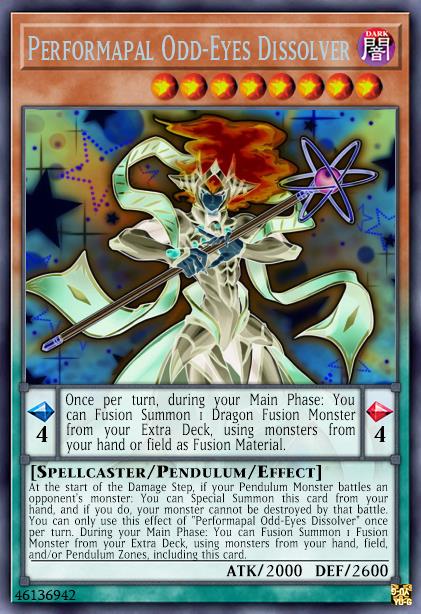 Performapal Odd-Eyes Dissolver
DARK
闇
Once per turn, during your Main Phase: You
can Fusion Summon 1 Dragon Fusion Monster
from your Extra Deck, using monsters from
your hand or field as Fusion Material.
4
4
[Spellcaster/Pendulum/Effect]
At the start of the Damage Step, if your Pendulum Monster battles an
opponent's monster: You can Special Summon this card from your
hand, and if you do, your monster cannot be destroyed by that battle.
You can only use this effect of "Performapal Odd-Eyes Dissolver" once
per turn. During your Main Phase: You can Fusion Summon 1 Fusion
Monster from your Extra Deck, using monsters from your hand, field,
and/or Pendulum Zones, including this card.
ATK/2000 DEF/2600
46136942